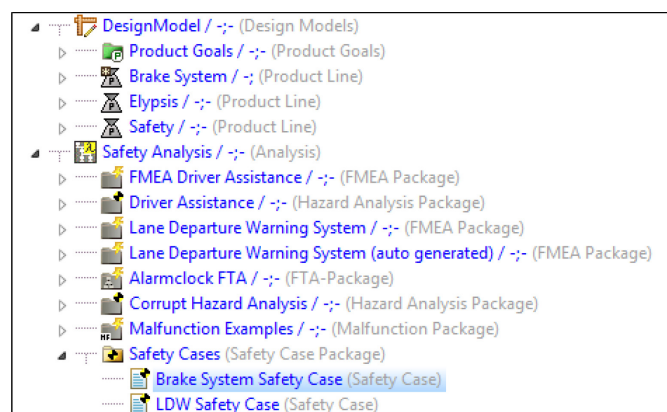 DesignModel / -;- (Design Models)
Product Goals / -;- (Product Goals)
Brake System / -; (Product Line)
Elypsis / -;- (Product Line)
Safety / -;- (Product Line)
Safety Analysis / -;- (Analysis)
FMEA Driver Assistance / -;- (FMEA Package)
Driver Assistance / -;- (Hazard Analysis Package)
Lane Departure Warning System / -;- (FMEA Package)
Lane Departure Warning System (auto generated) / -;- (FMEA Package)
Alarmclock FTA / -;- (FTA-Package)
Corrupt Hazard Analysis / -;- (Hazard Analysis Package)
Malfunction Examples / -;- (Malfunction Package)
Safety Cases (Safety Case Package)
Brake System Safety Case (Safety Case)
LDW Safety Case (Safety Case)